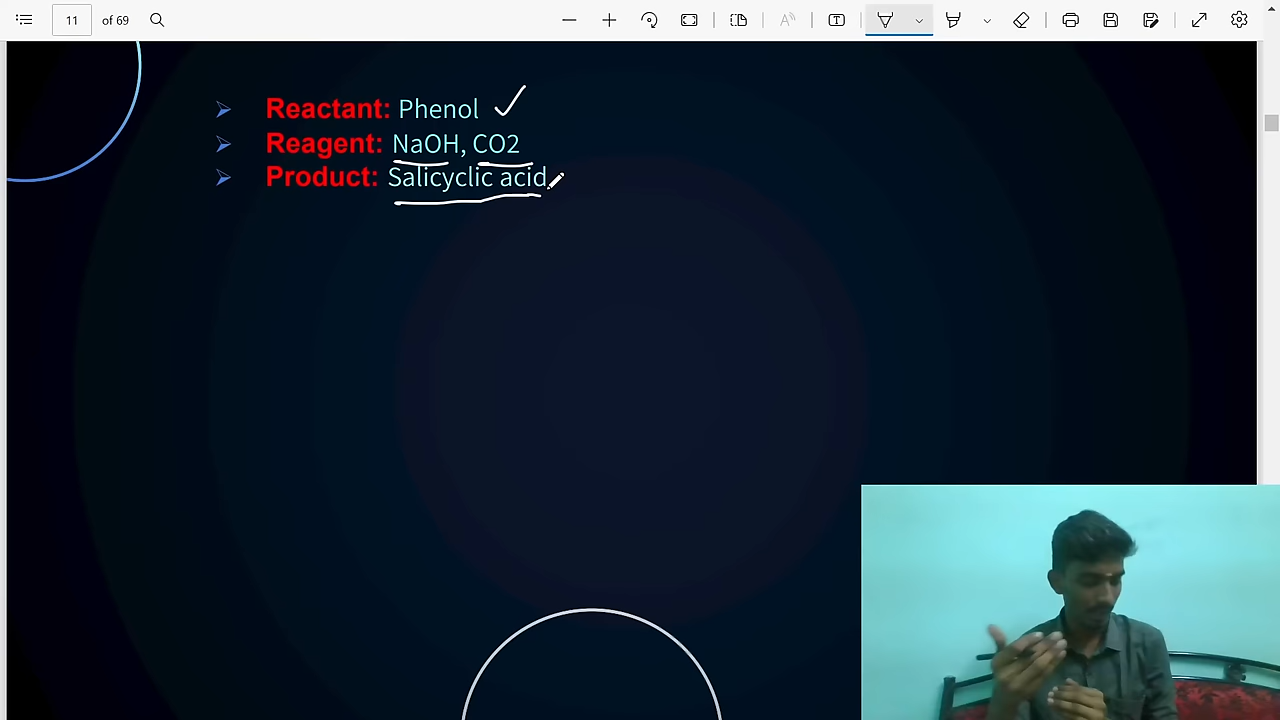 11 of 69
Reactant: Phenol
Reagent: NaOH, CO2
Product: Salicyclic acid